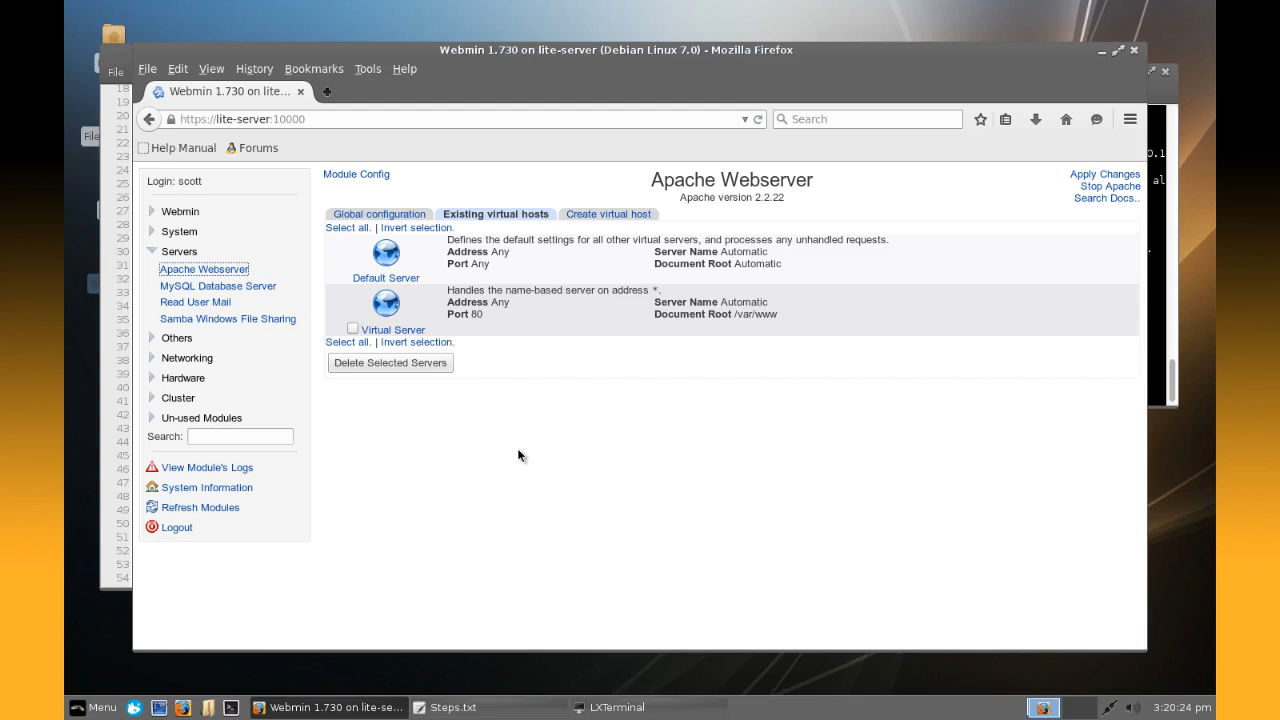 Webmin 1.730 on lite-server (Debian Linux 7.0) - Mozilla Firefox
File Edit View History Bookmarks Tools Help
Webmin 1.730 on lite...
https://lite-server:10000
Search
Help Manual Forums
File
18
19
20
21
22
23
24
25
26
27
28
29
30
31
32
33
34
35
36
37
38
39
40
41
42
43
44
45
46
47
48
49
50
51
52
53
54
File
Login: scott
Webmin
System
Servers
Apache Webserver
MySQL Database Server
Read User Mail
Samba Windows File Sharing
Others
Networking
Hardware
Cluster
Un-used Modules
Search:
View Module's Logs
System Information
Refresh Modules
Logout
Module Config
Apache Webserver
Apache version 2.2.22
Apply Changes
Stop Apache
Search Docs..
Global configuration Existing virtual hosts Create virtual host
Select all. | Invert selection.
Default Server
Defines the default settings for all other virtual servers, and processes any unhandled requests.
Address Any Server Name Automatic
Port Any Document Root Automatic
Virtual Server
Handles the name-based server on address *.
Address Any Server Name Automatic
Port 80 Document Root /var/www
Select all. | Invert selection.
Delete Selected Servers
0.1
al
Menu Webmin 1.730 on lite-se... Steps.txt LXTerminal 3:20:24 pm